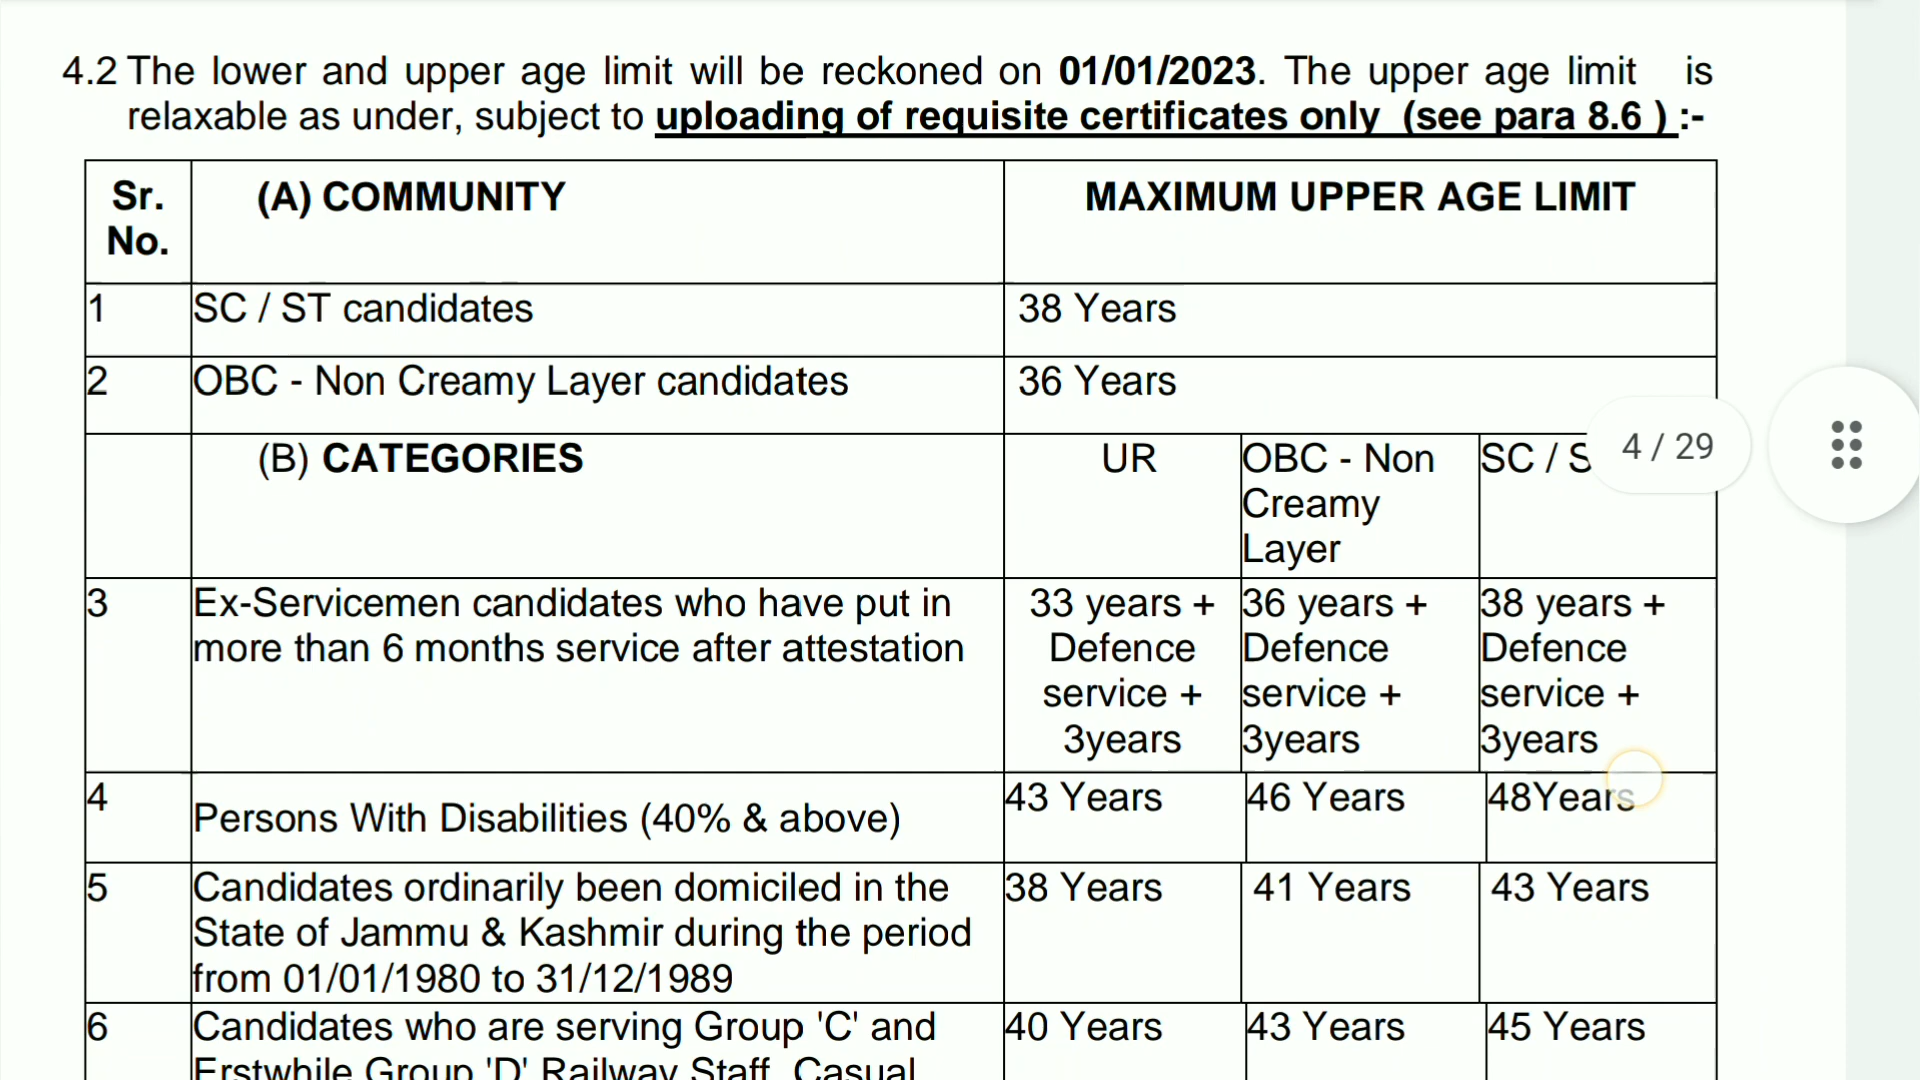 4.2 The lower and upper age limit will be reckoned on 01/01/2023. The upper age limit is
relaxable as under, subject to uploading of requisite certificates only (see para 8.6 ) :-
Sr. No.
(A) COMMUNITY
MAXIMUM UPPER AGE LIMIT
1
SC / ST candidates
38 Years
2
OBC - Non Creamy Layer candidates
36 Years
(B) CATEGORIES
UR
OBC - Non
Creamy
Layer
SC / S
4 / 29
3
Ex-Servicemen candidates who have put in
more than 6 months service after attestation
33 years +
Defence
service +
3years
36 years +
Defence
service +
3years
38 years +
Defence
service +
3years
4
Persons With Disabilities (40% & above)
43 Years
46 Years
48Years
5
Candidates ordinarily been domiciled in the
State of Jammu & Kashmir during the period
from 01/01/1980 to 31/12/1989
38 Years
41 Years
43 Years
6
Candidates who are serving Group 'C' and
Erstwhile Group 'D' Railway Staff, Casual
40 Years
43 Years
45 Years